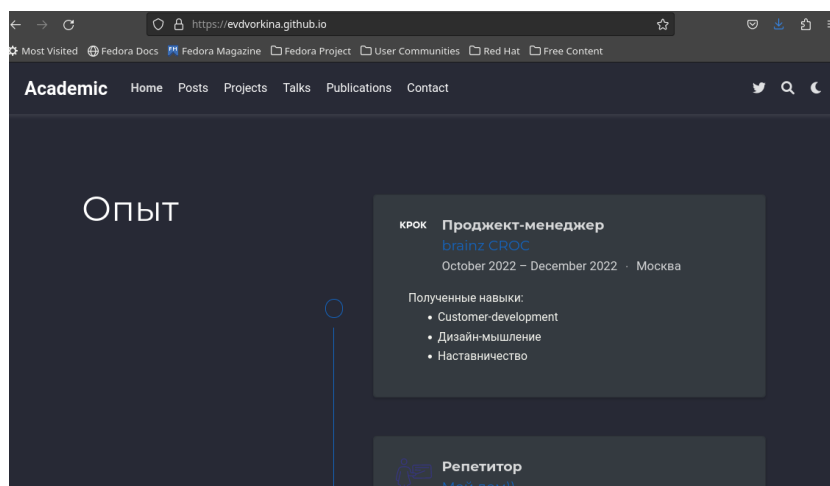 https://evdvorkina.github.io
Most Visited Fedora Docs Fedora Magazine Fedora Project User Communities Red Hat Free Content
Academic Home Posts Projects Talks Publications Contact
Опыт
КРОК Проджект-менеджер
brainz CROC
October 2022 – December 2022 · Москва
Полученные навыки:
• Customer-development
• Дизайн-мышление
• Наставничество
Репетитор